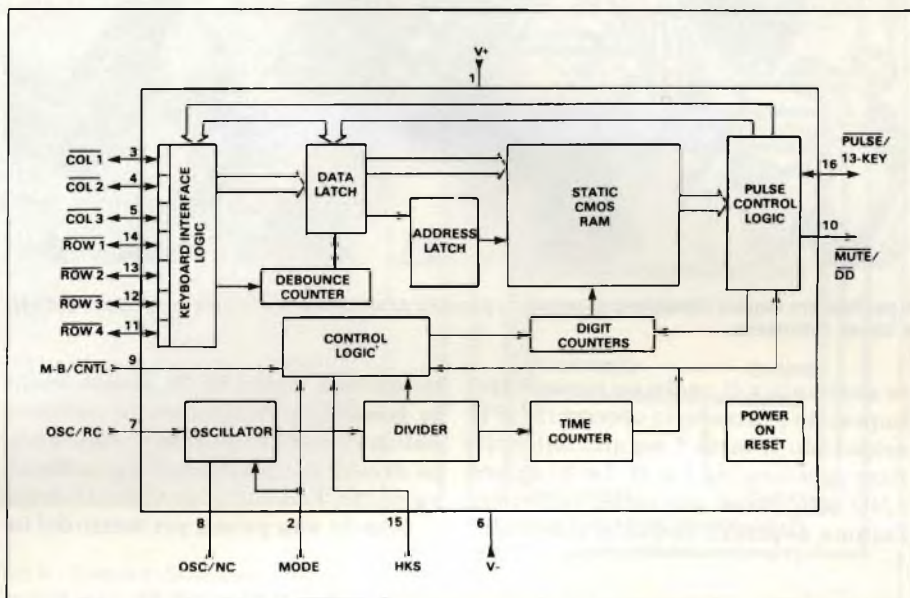 V+
1
COL 1
3
COL 2
4
COL 3
5
ROW 1
14
ROW 2
13
ROW 3
12
ROW 4
11
M-B/CNTL
9
OSC/RC
7
KEYBOARD INTERFACE
LOGIC
DATA
LATCH
ADDRESS
LATCH
DEBOUNCE
COUNTER
STATIC
CMOS
RAM
PULSE
CONTROL
LOGIC
PULSE/
13-KEY
16
10
MUTE/
DD
CONTROL
LOGIC
DIGIT
COUNTERS
OSCILLATOR
DIVIDER
TIME
COUNTER
POWER
ON
RESET
8
2
15
6
OSC/NC
MODE
HKS
V-